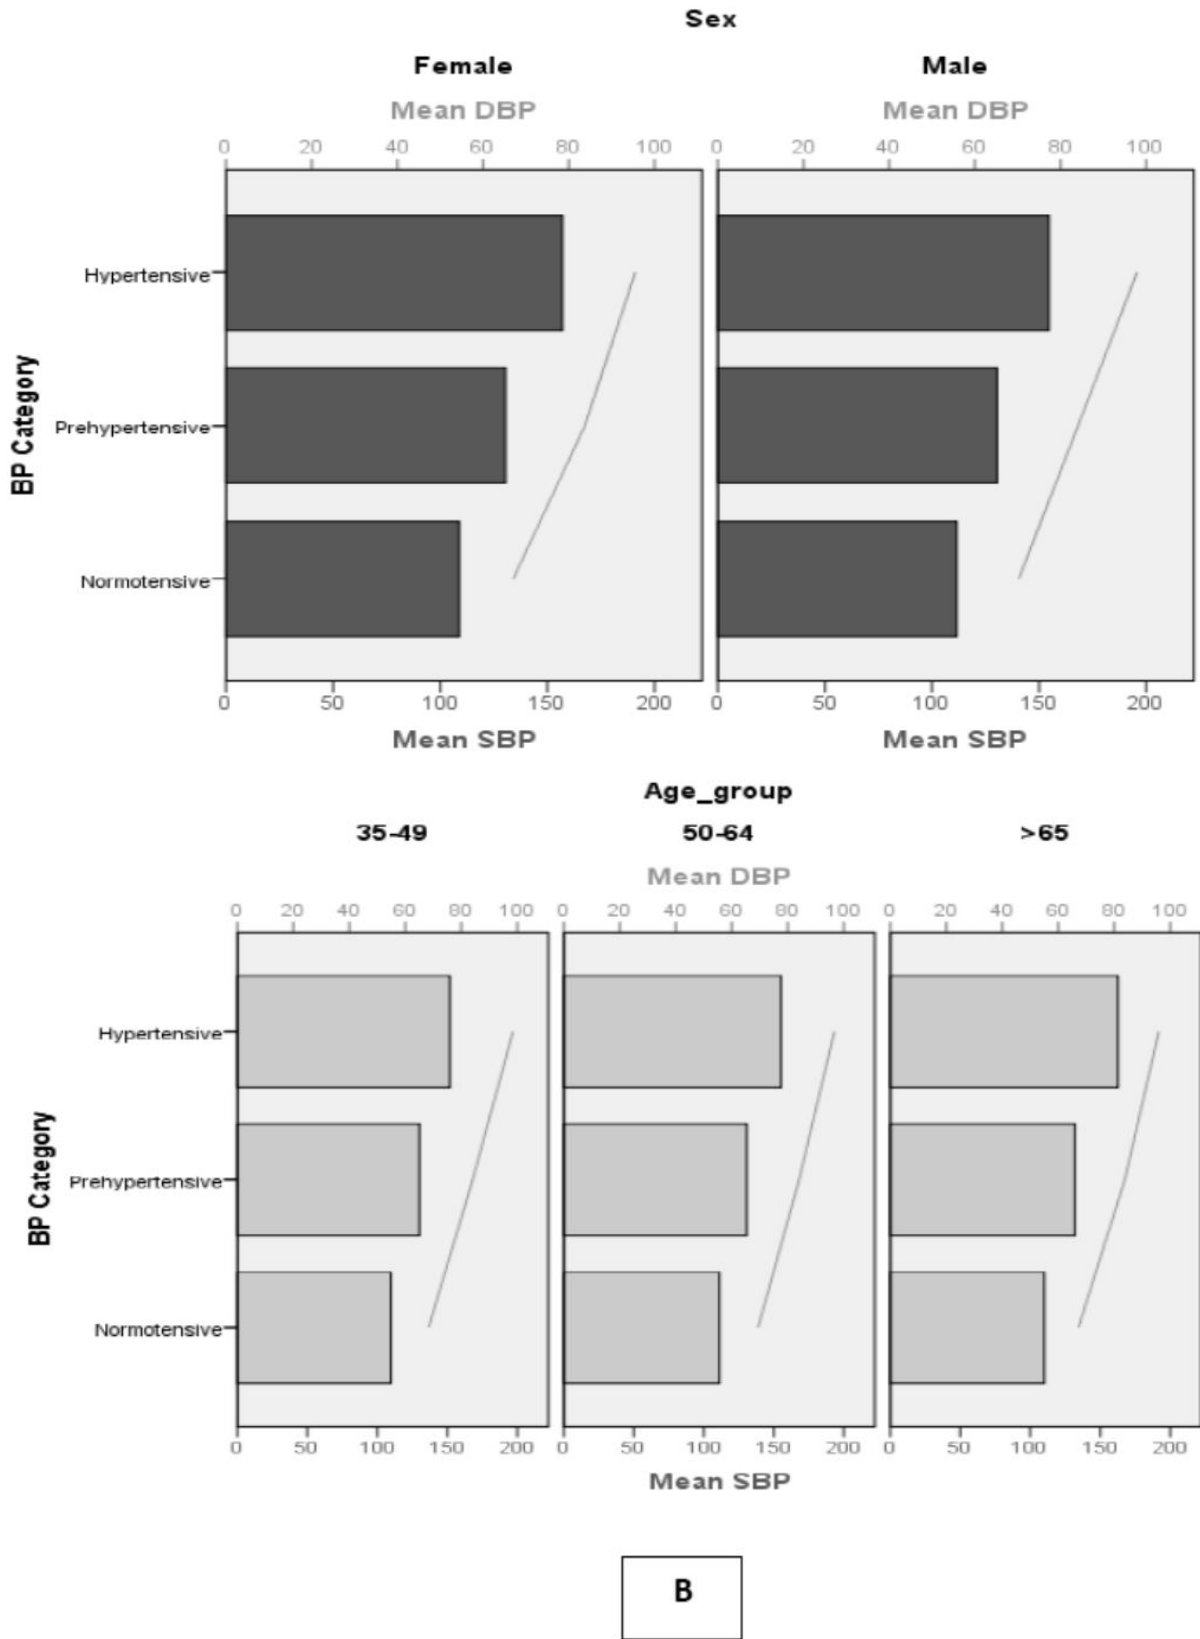 Sex
Female Male
Mean DBP Mean DBP
0 20 40 60 80 100 0 20 40 60 80 100
Hypertensive
Prehypertensive
Normotensive
BP Category
0 50 100 150 200 0 50 100 150 200
Mean SBP Mean SBP
Age_group
35-49 50-64 >65
Mean DBP
0 20 40 60 80 100 0 20 40 60 80 100 0 20 40 60 80 100
Hypertensive
Prehypertensive
Normotensive
BP Category
0 50 100 150 200 0 50 100 150 200 0 50 100 150 200
Mean SBP
B